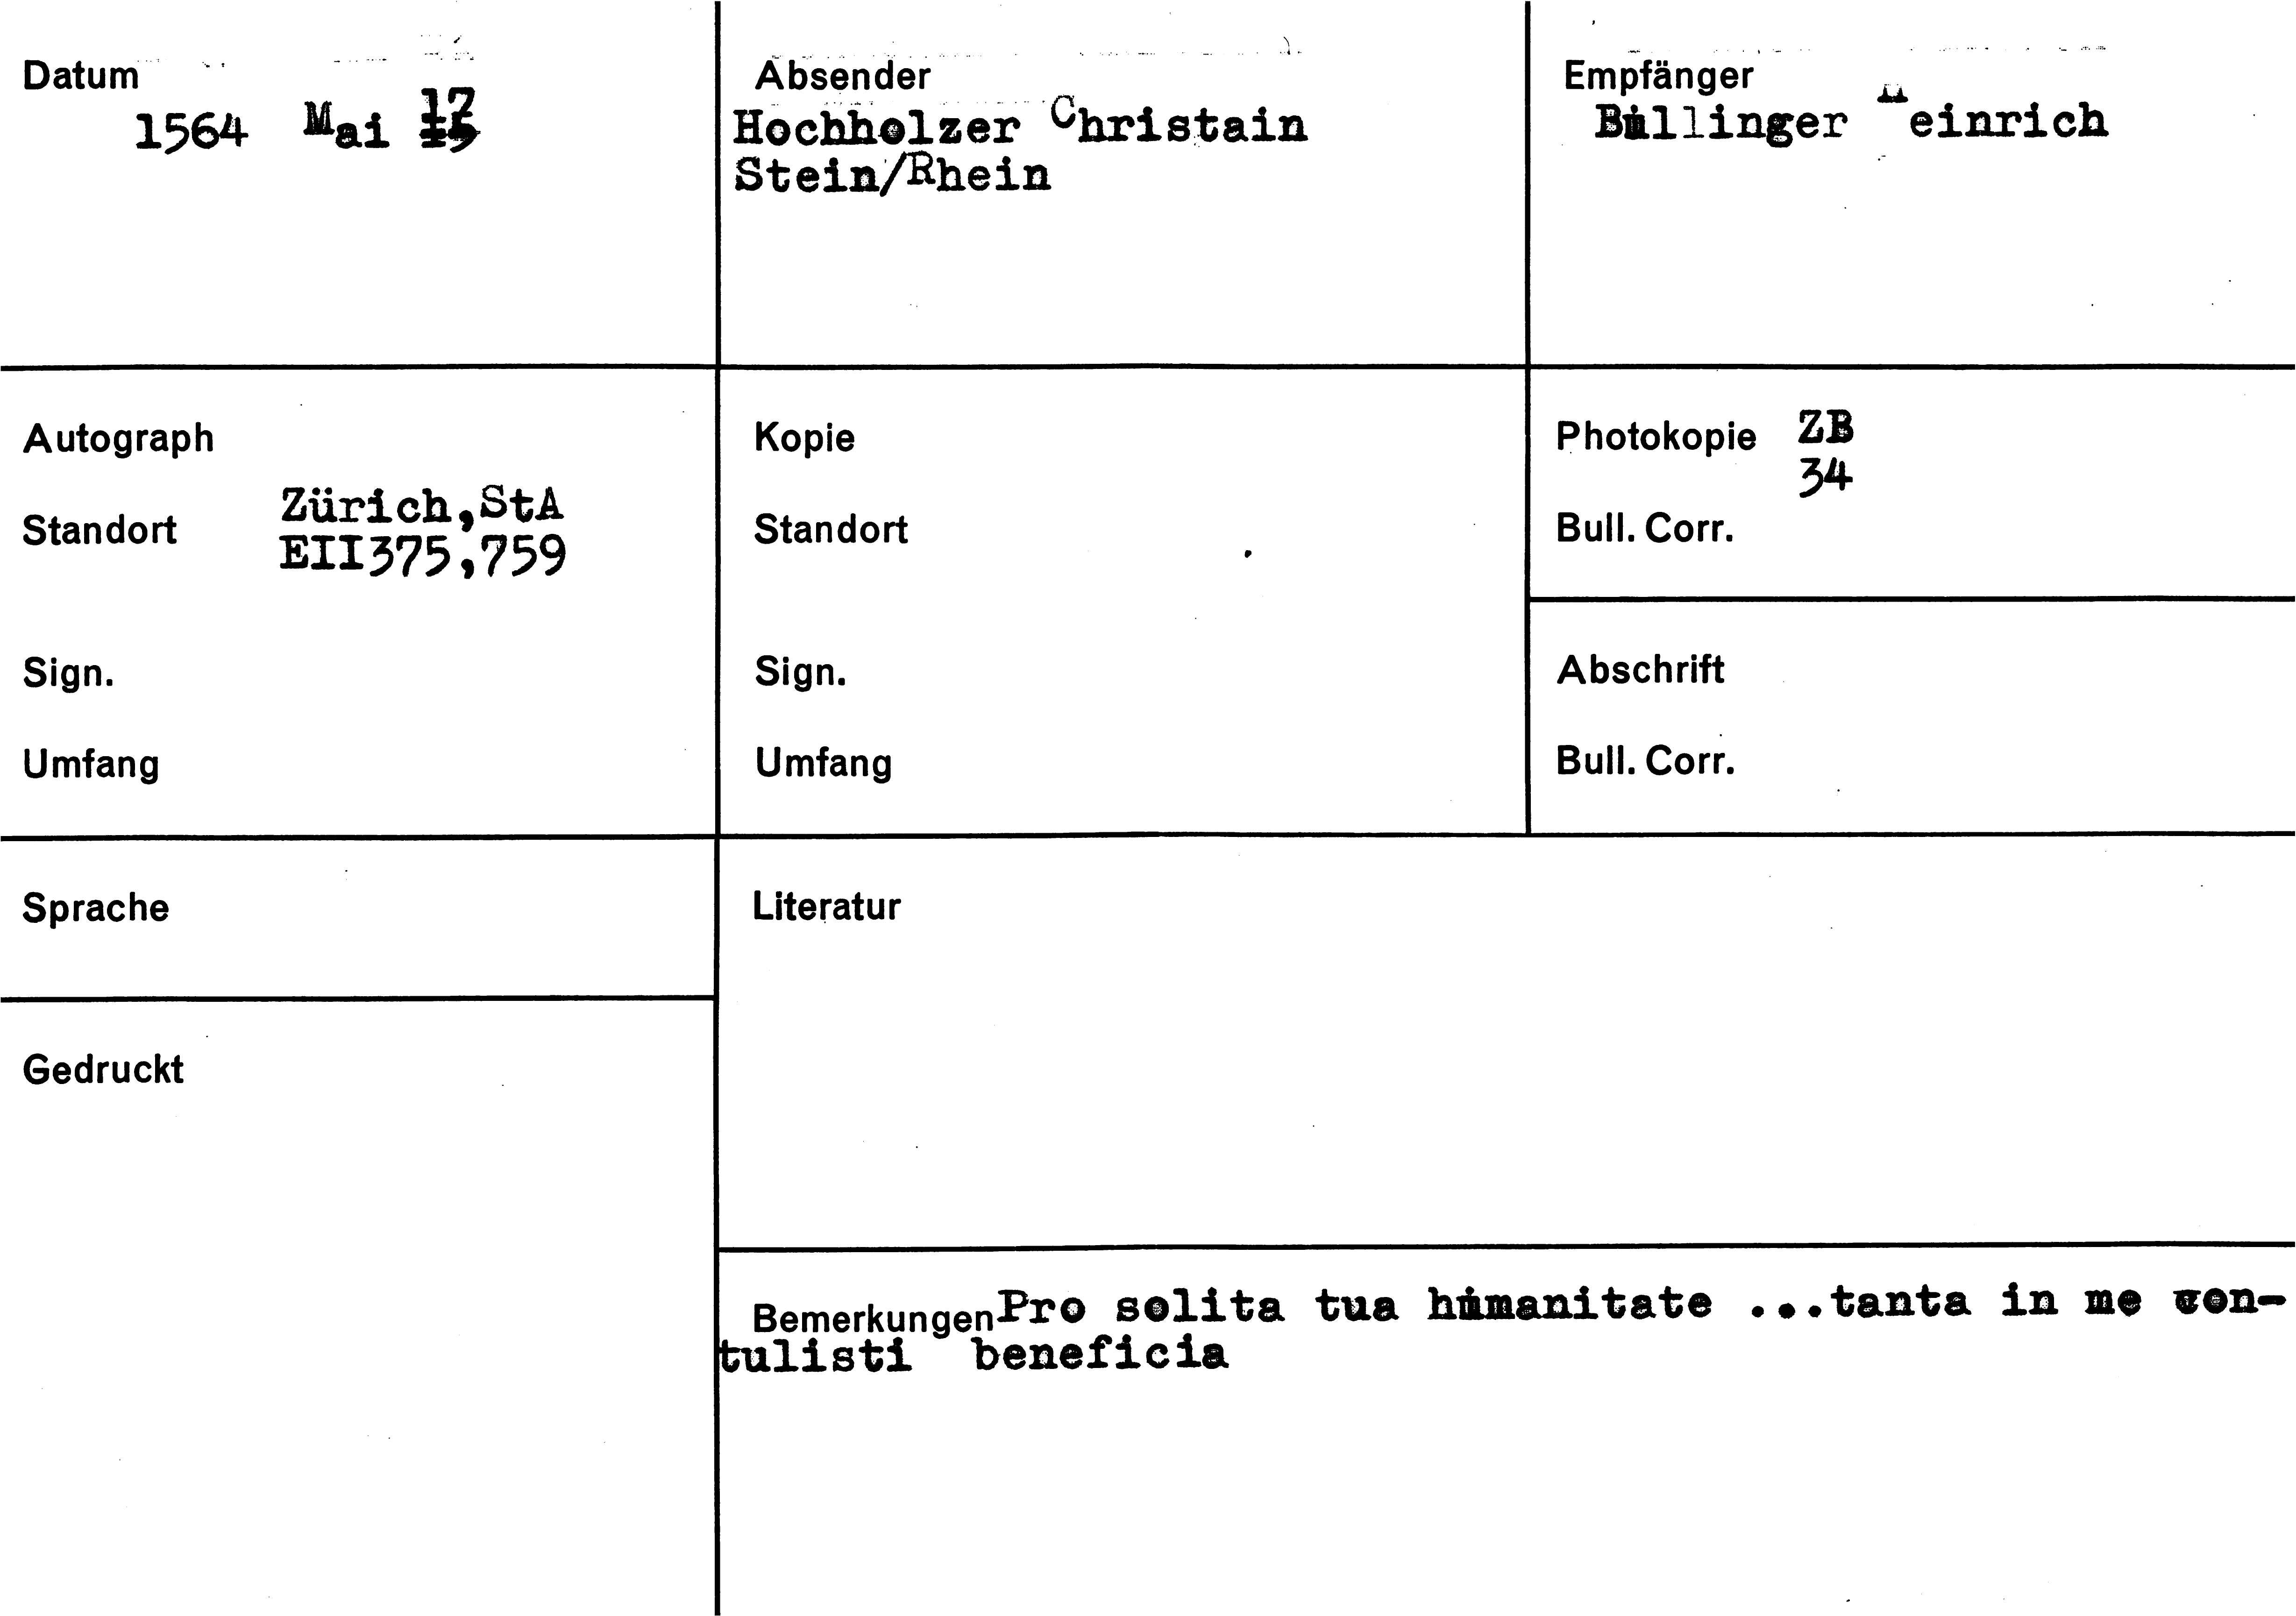 Datum
1564 Mai 17
Absender
Hochholzer Christain
Stein/Rhein
Empfänger
Bullinger Heinrich
Autograph
Standort
Zürich,StA
EII375,759
Sign.
Umfang
Kopie
Standort
Sign.
Umfang
Photokopie ZB
34
Bull. Corr.
Abschrift
Bull. Corr.
Sprache
Gedruckt
Literatur
Bemerkungen Pro solita tua humanitate ...tanta in me con-
tulisti beneficia